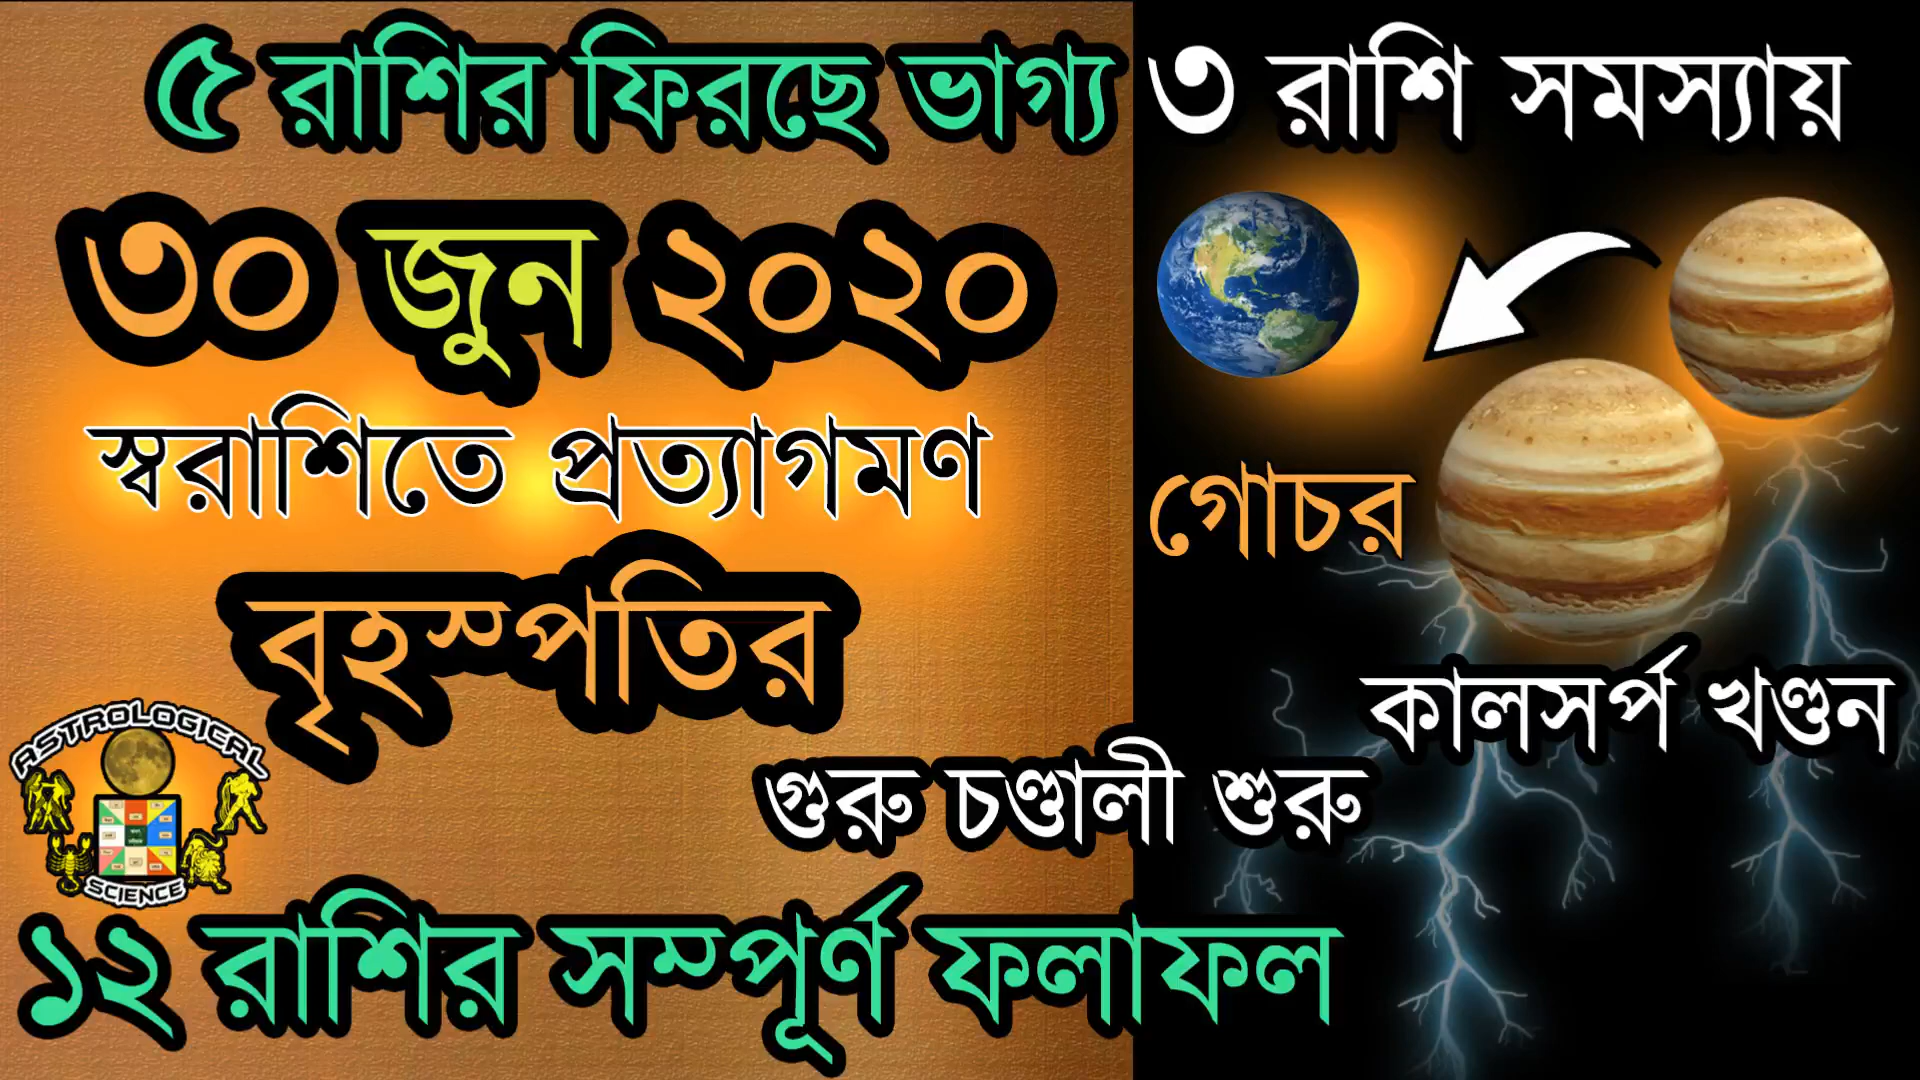 ৫ রাশির ফিরছে ভাগ্য
৩ রাশি সমস্যায়
৩০ জুন ২০২০
স্বরাশিতে প্রত্যাগমণ
গোচর
বৃহস্পতির
কালসর্প খণ্ডন
গুরু চণ্ডালী শুরু
ASTROLOGICAL
SCIENCE
১২ রাশির সম্পূর্ণ ফলাফল